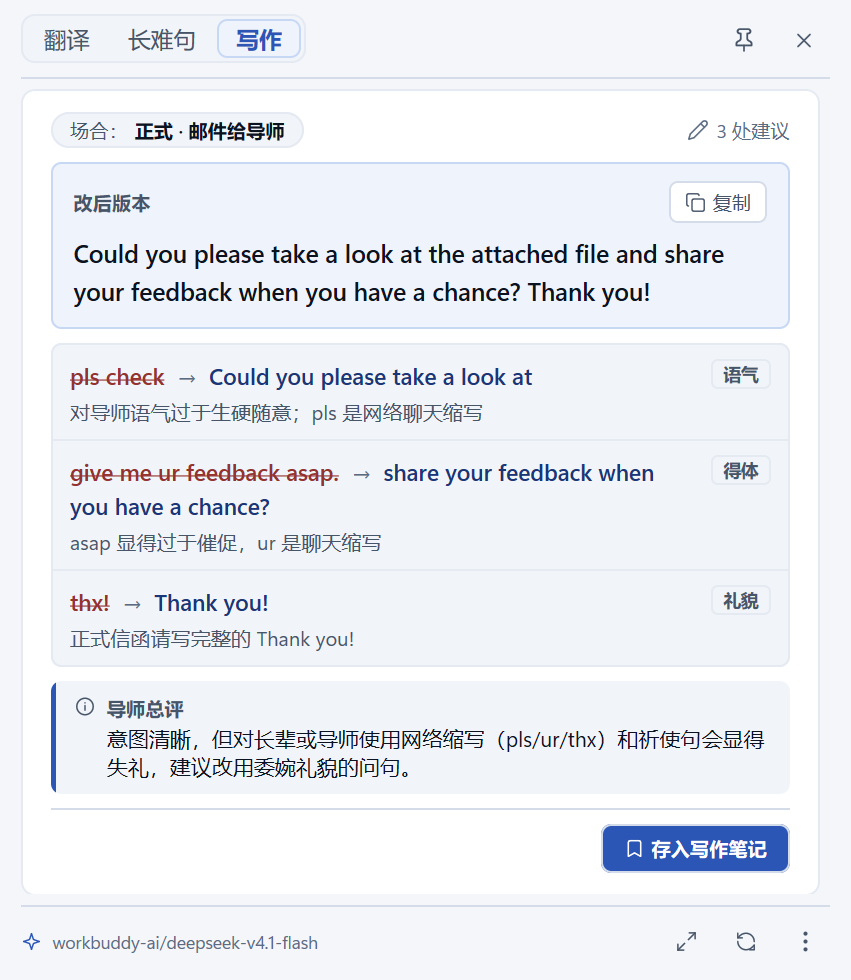 翻译 长难句 写作
场合： 正式 · 邮件给导师 3 处建议
改后版本 复制
Could you please take a look at the attached file and share
your feedback when you have a chance? Thank you!
pls check → Could you please take a look at 语气
对导师语气过于生硬随意；pls 是网络聊天缩写
give me ur feedback asap. → share your feedback when 得体
you have a chance?
asap 显得过于催促，ur 是聊天缩写
thx! → Thank you! 礼貌
正式信函请写完整的 Thank you!
导师总评
意图清晰，但对长辈或导师使用网络缩写（pls/ur/thx）和祈使句会显得
失礼，建议改用委婉礼貌的问句。
存入写作笔记
workbuddy-ai/deepseek-v4.1-flash